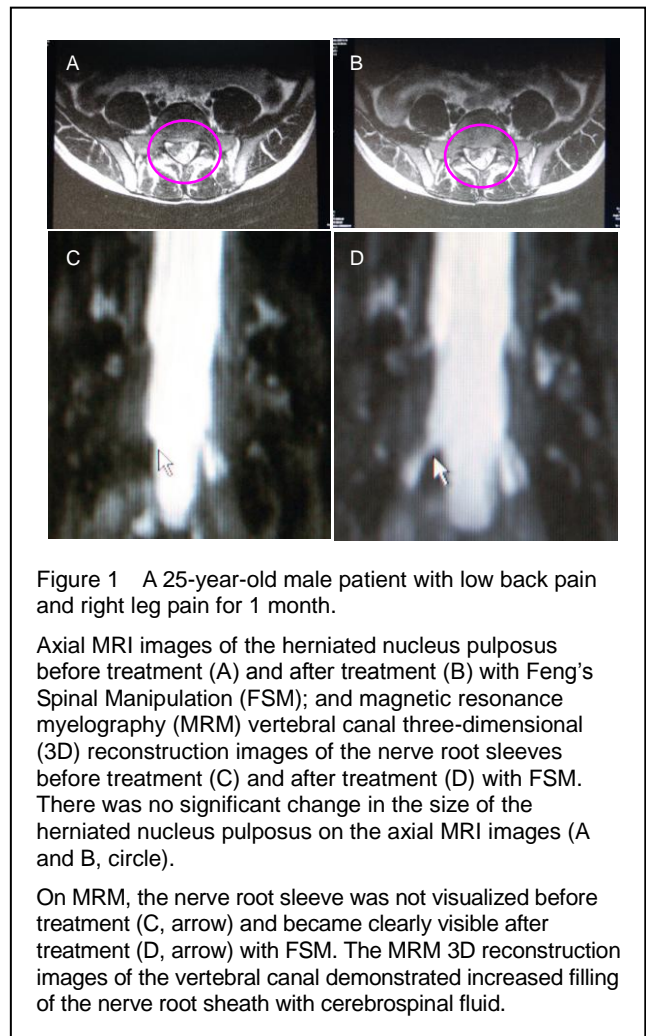 A
B
C
D
Figure 1 A 25-year-old male patient with low back pain
and right leg pain for 1 month.
Axial MRI images of the herniated nucleus pulposus
before treatment (A) and after treatment (B) with Feng's
Spinal Manipulation (FSM); and magnetic resonance
myelography (MRM) vertebral canal three-dimensional
(3D) reconstruction images of the nerve root sleeves
before treatment (C) and after treatment (D) with FSM.
There was no significant change in the size of the
herniated nucleus pulposus on the axial MRI images (A
and B, circle).
On MRM, the nerve root sleeve was not visualized before
treatment (C, arrow) and became clearly visible after
treatment (D, arrow) with FSM. The MRM 3D reconstruction
images of the vertebral canal demonstrated increased filling
of the nerve root sheath with cerebrospinal fluid.